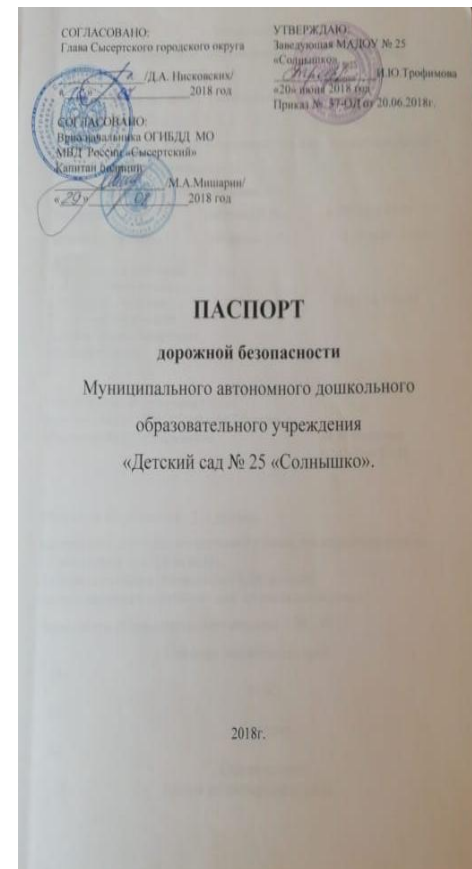 СОГЛАСОВАНО:
Глава Сысертского городского округа
/Д.А. Нисковских/
2018 год
СОГЛАСОВАНО:
Врио начальника ОГИБДД МО
МВД России «Сысертский»
Капитан полиции
/М.А.Мишарин/
«29» 08 2018 год
УТВЕРЖДАЮ:
Заведующая МАДОУ № 25
«Солнышко»
И.Ю.Трофимова
«20» июня 2018 год
Приказ № 57-ОД от 20.06.2018г.
ПАСПОРТ
дорожной безопасности
Муниципального автономного дошкольного
образовательного учреждения
«Детский сад № 25 «Солнышко».
2018г.